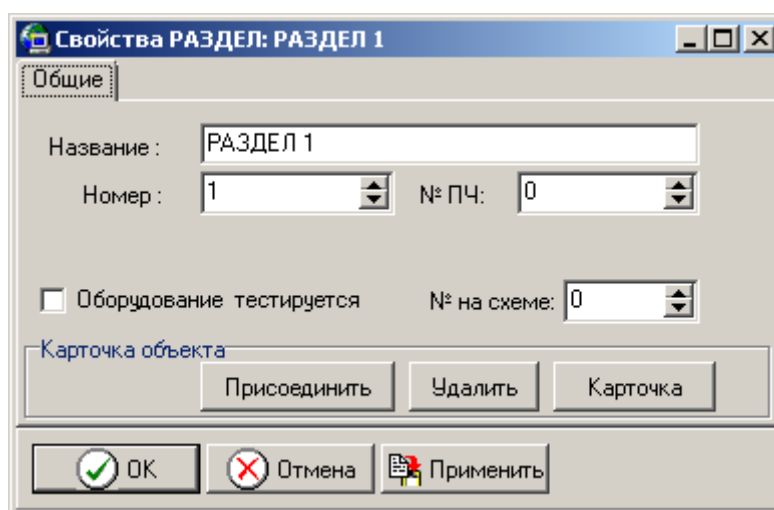 Свойства РАЗДЕЛ: РАЗДЕЛ 1
Общие
Название : РАЗДЕЛ 1
Номер : 1 № ПЧ: 0
Оборудование тестируется № на схеме: 0
Карточка объекта
Присоединить Удалить Карточка
OK Отмена Применить